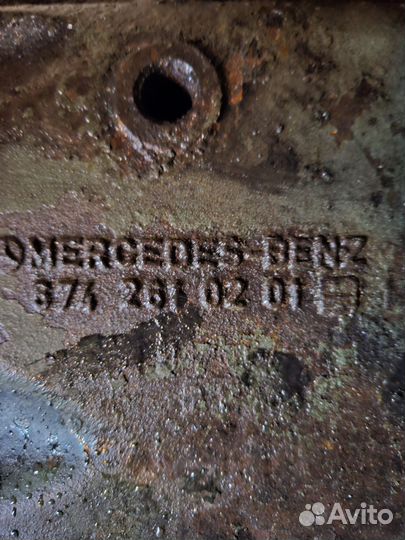 MERCEDES-BENZ
374 261 02 01
Avito